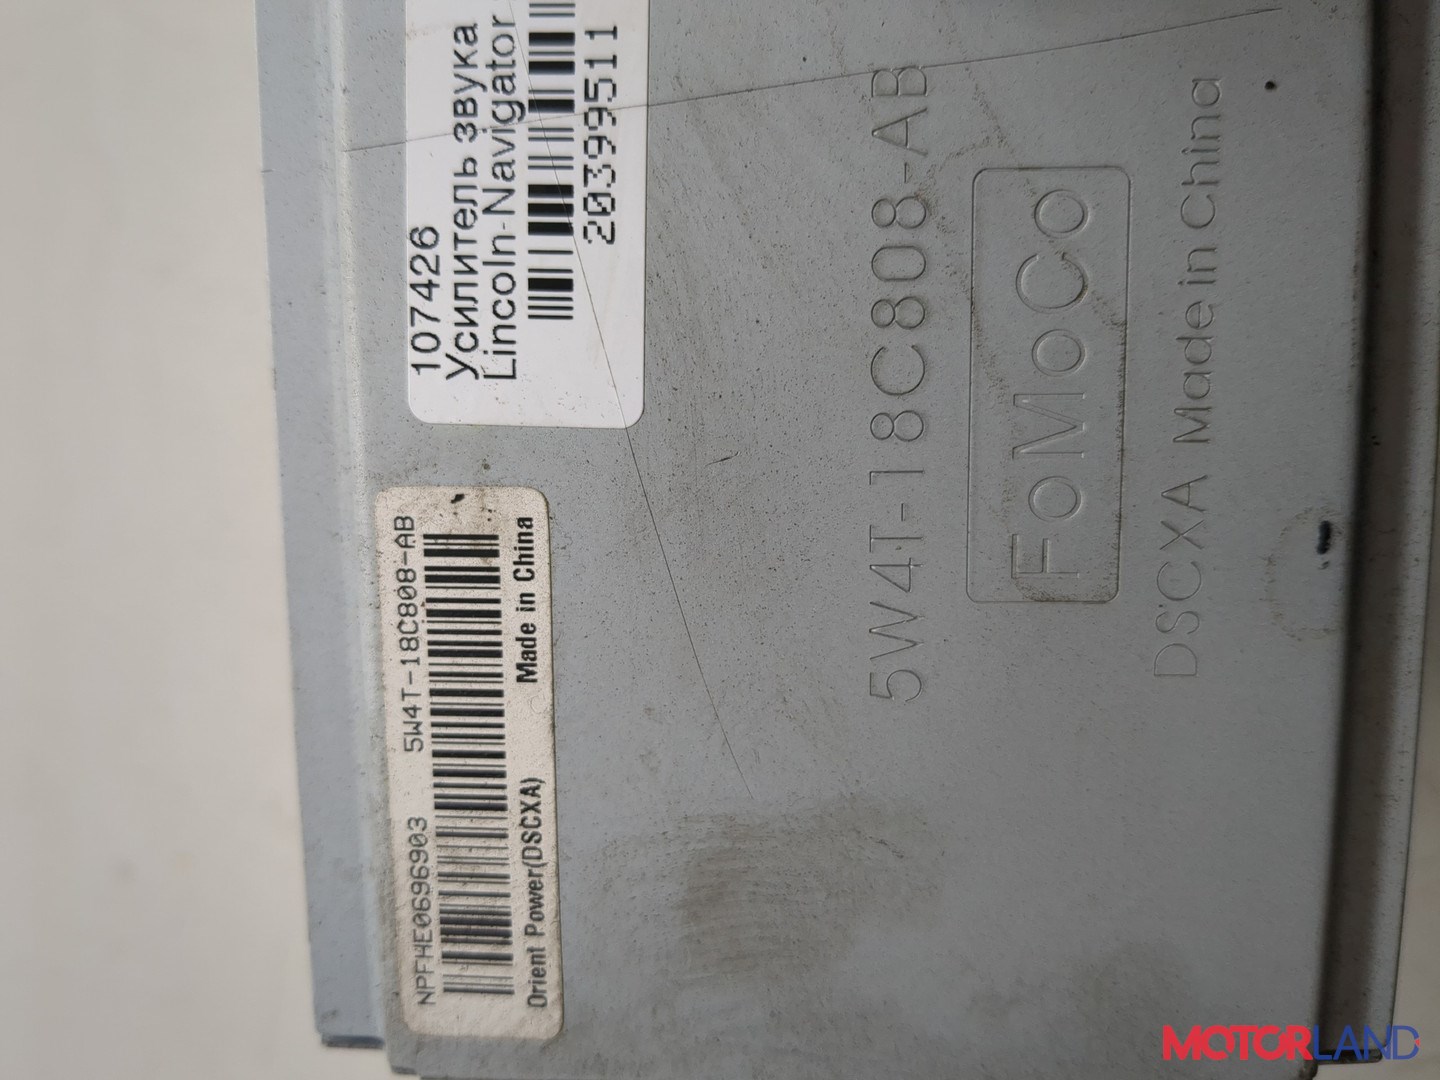 107426
Усилитель звука
Lincoln-Navigator
20399511
NPFHE0696903 5W4T-18C808-AB
Orient Power(DSCXA) Made in China
5W4T-18C808-AB
FoMoCo
DSCXA Made in China
MOTORLAND